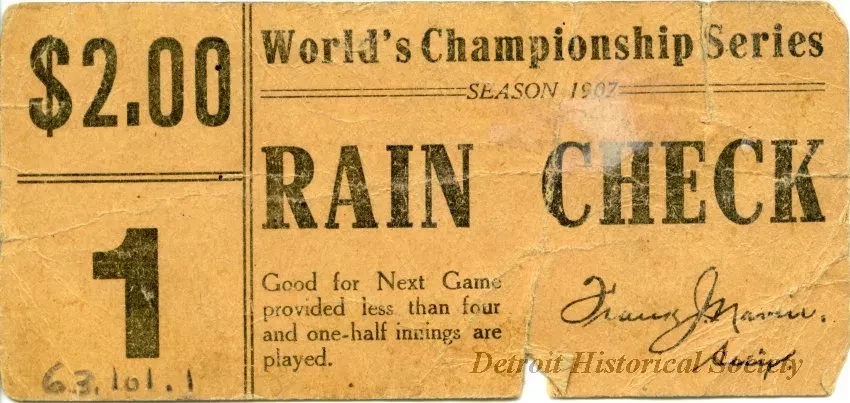 $2.00
World's Championship Series
SEASON 1907
RAIN CHECK
1
Good for Next Game
provided less than four
and one-half innings are
played.
Frank J. Navin.
Detroit Historical Society
63.101.1